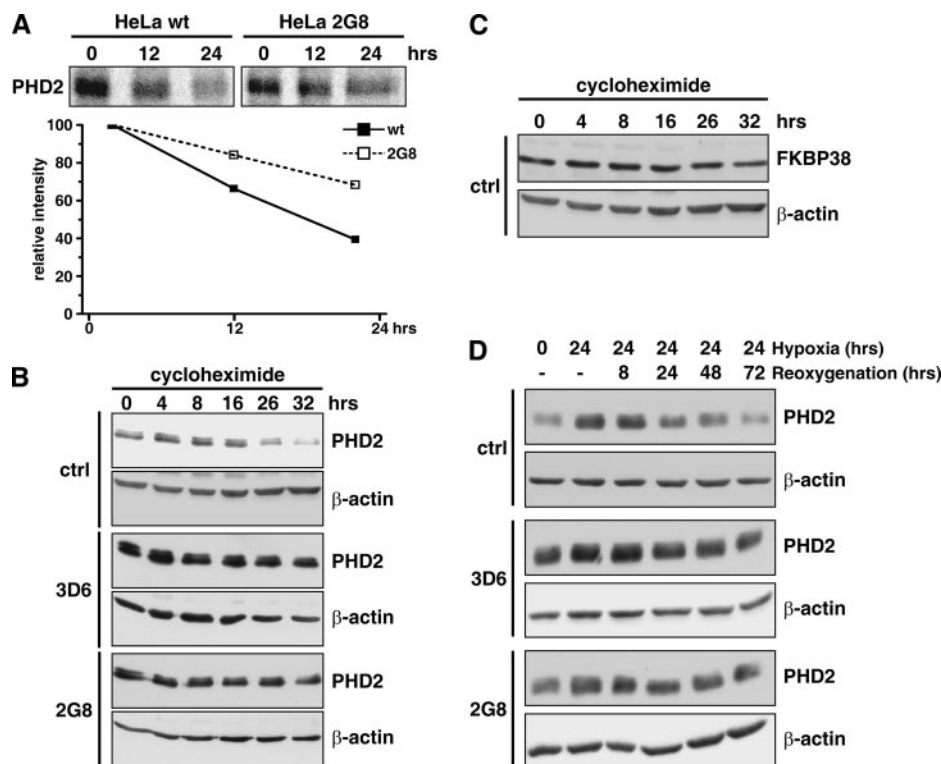 A
HeLa wt HeLa 2G8
0 12 24 0 12 24 hrs
PHD2
100
80
60
40
20
0
relative intensity
wt
2G8
0 12 24 hrs
B
cycloheximide
0 4 8 16 26 32 hrs
ctrl
PHD2
β-actin
3D6
PHD2
β-actin
2G8
PHD2
β-actin
C
cycloheximide
0 4 8 16 26 32 hrs
ctrl
FKBP38
β-actin
D
0 24 24 24 24 24 Hypoxia (hrs)
- - 8 24 48 72 Reoxygenation (hrs)
ctrl
PHD2
β-actin
3D6
PHD2
β-actin
2G8
PHD2
β-actin